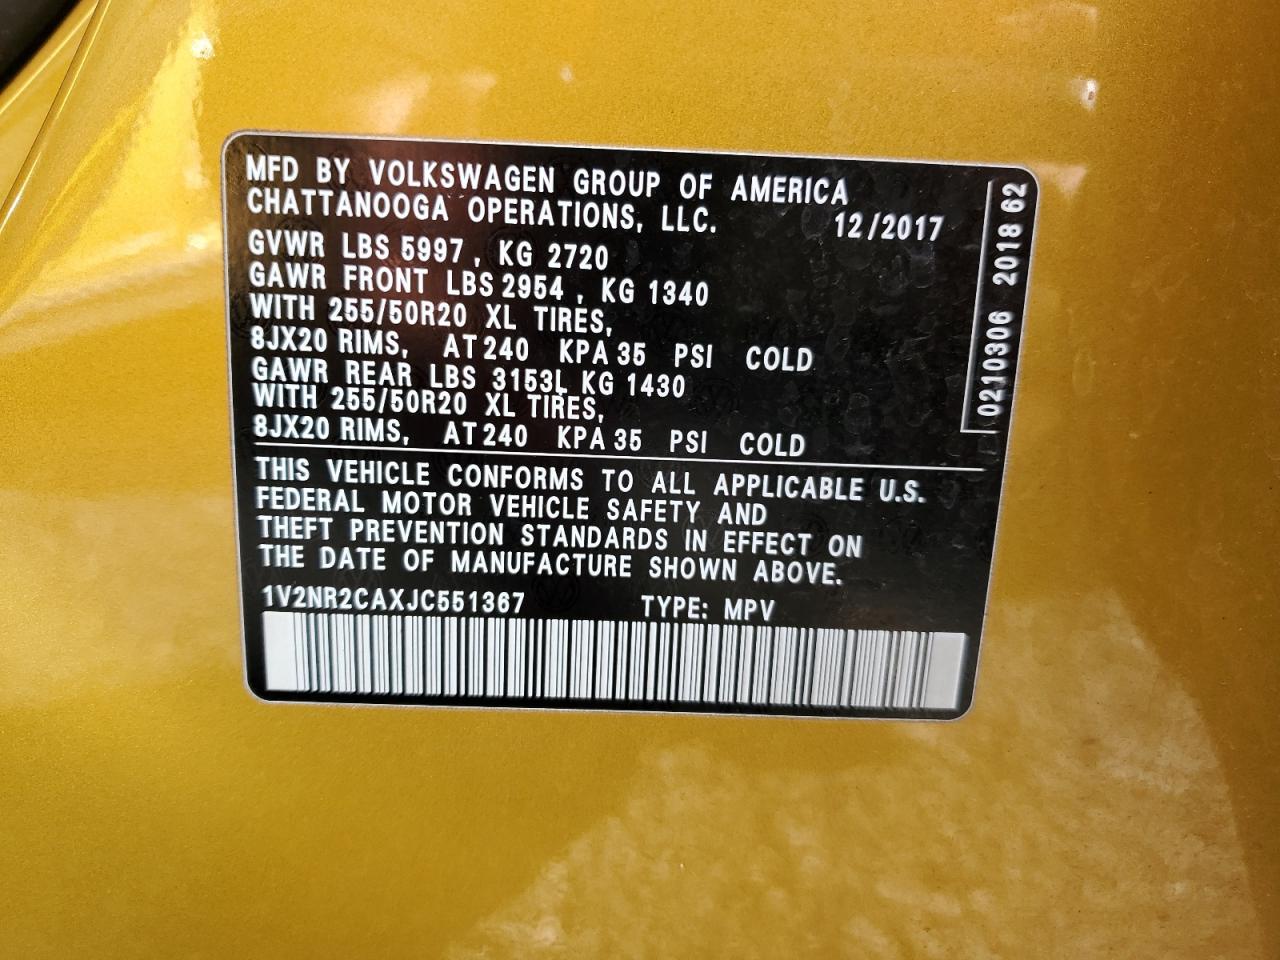 MFD BY VOLKSWAGEN GROUP OF AMERICA
CHATTANOOGA OPERATIONS, LLC. 12/2017
GVWR LBS 5997, KG 2720
GAWR FRONT LBS 2954, KG 1340
WITH 255/50R20 XL TIRES,
8JX20 RIMS, AT 240 KPA 35 PSI COLD
GAWR REAR LBS 3153L KG 1430
WITH 255/50R20 XL TIRES,
8JX20 RIMS, AT 240 KPA 35 PSI COLD
0210306 2018 62
THIS VEHICLE CONFORMS TO ALL APPLICABLE U.S.
FEDERAL MOTOR VEHICLE SAFETY AND
THEFT PREVENTION STANDARDS IN EFFECT ON
THE DATE OF MANUFACTURE SHOWN ABOVE.
1V2NR2CAXJC551367 TYPE: MPV